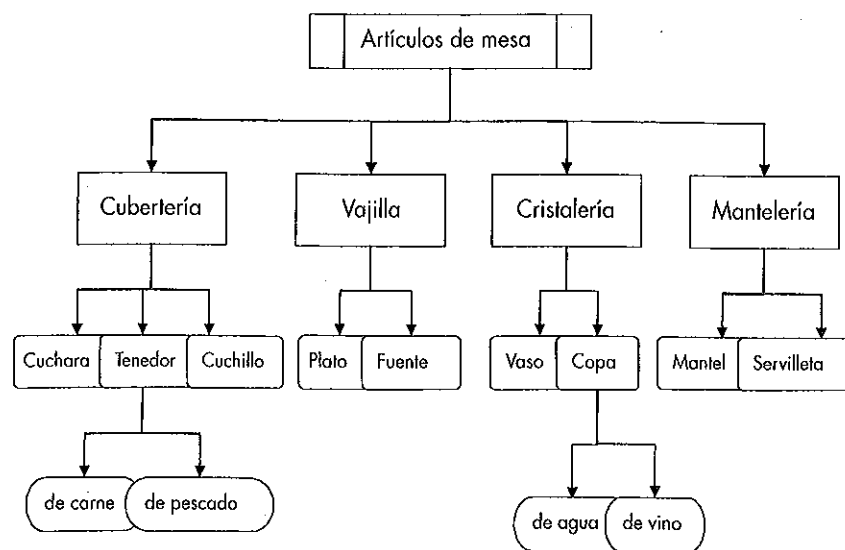 Artículos de mesa
Cubertería
Vajilla
Cristalería
Mantelería
Cuchara
Tenedor
Cuchillo
Plato
Fuente
Vaso
Copa
Mantel
Servilleta
de carne
de pescado
de agua
de vino